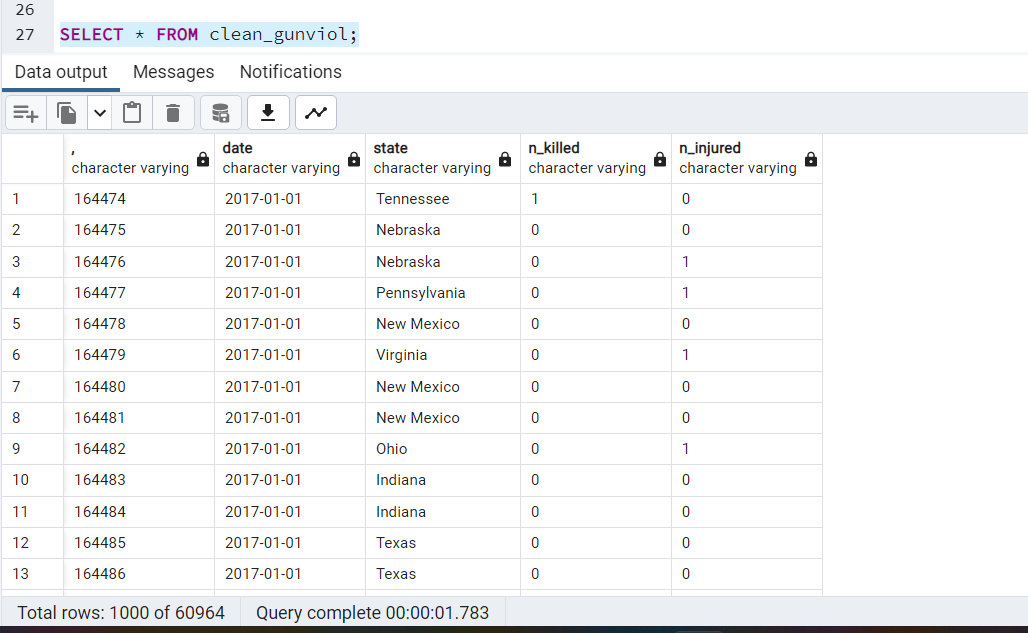 26
27 SELECT * FROM clean_gunviol;
Data output Messages Notifications
, date state n_killed n_injured
character varying character varying character varying character varying character varying
1 164474 2017-01-01 Tennessee 1 0
2 164475 2017-01-01 Nebraska 0 0
3 164476 2017-01-01 Nebraska 0 1
4 164477 2017-01-01 Pennsylvania 0 1
5 164478 2017-01-01 New Mexico 0 0
6 164479 2017-01-01 Virginia 0 1
7 164480 2017-01-01 New Mexico 0 0
8 164481 2017-01-01 New Mexico 0 0
9 164482 2017-01-01 Ohio 0 1
10 164483 2017-01-01 Indiana 0 0
11 164484 2017-01-01 Indiana 0 0
12 164485 2017-01-01 Texas 0 0
13 164486 2017-01-01 Texas 0 0
Total rows: 1000 of 60964 Query complete 00:00:01.783